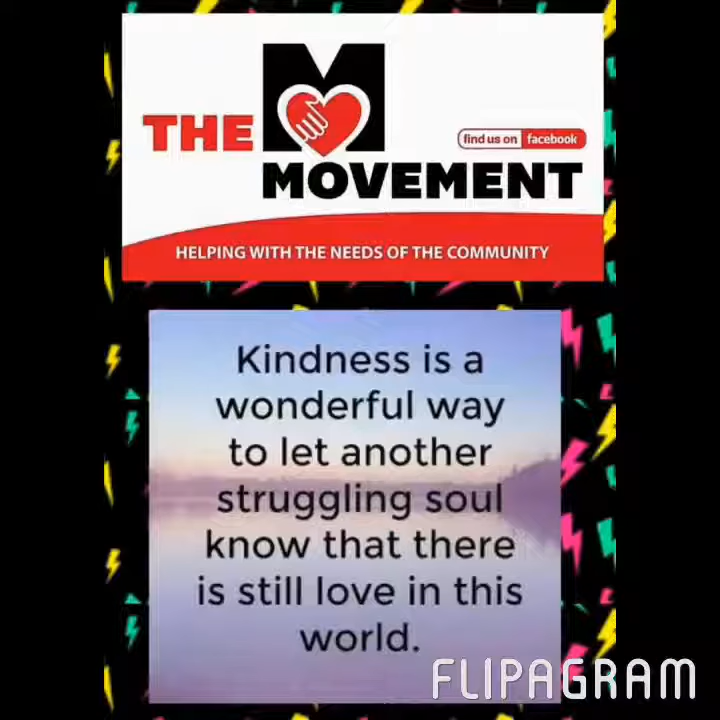 THE M
find us on facebook
MOVEMENT
HELPING WITH THE NEEDS OF THE COMMUNITY
Kindness is a
wonderful way
to let another
struggling soul
know that there
is still love in this
world.
FLIPAGRAM